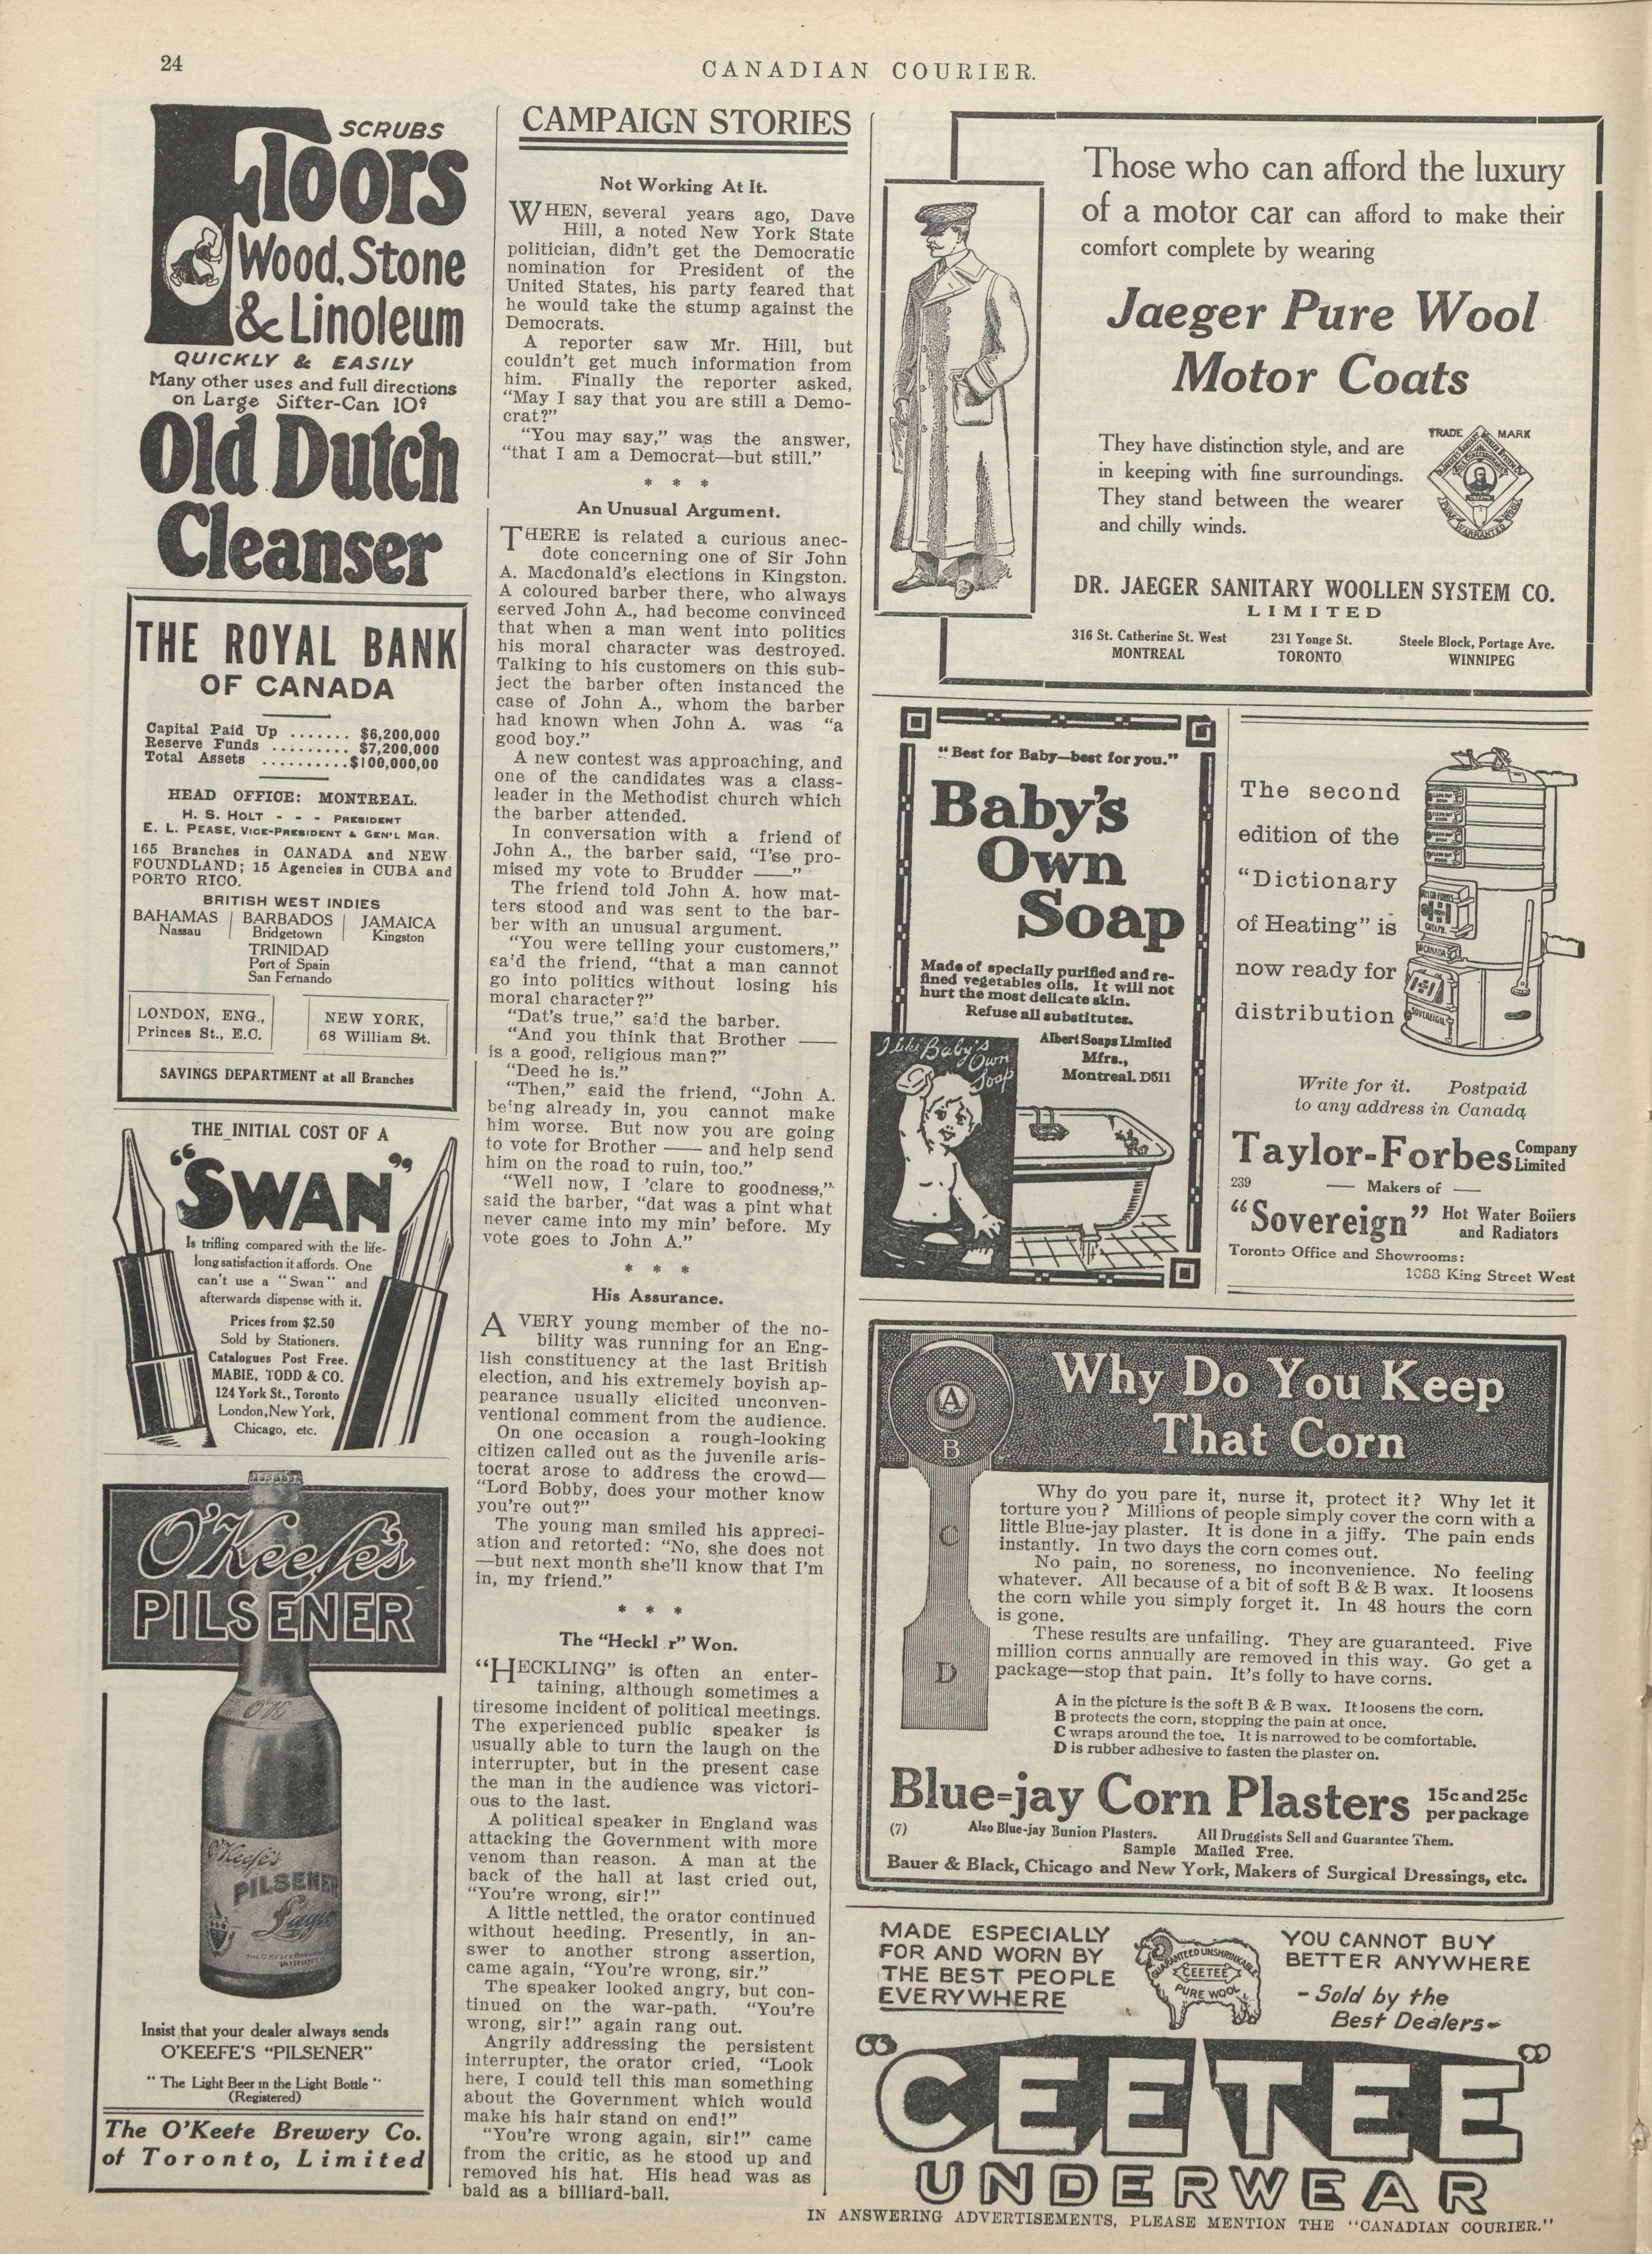 24
CANADIAN COURIER.
SCRUBS
Floors
Wood, Stone
& Linoleum
QUICKLY & EASILY
Many other uses and full directions
on Large Sifter-Can 10¢
Old Dutch
Cleanser
THE ROYAL BANK
OF CANADA
Capital Paid Up ....... $6,200,000
Reserve Funds ......... $7,200,000
Total Assets ..........$100,000,00
HEAD OFFICE: MONTREAL.
H. S. HOLT - - - PRESIDENT
E. L. PEASE, VICE-PRESIDENT & GEN'L MGR.
165 Branches in CANADA and NEW
FOUNDLAND; 15 Agencies in CUBA and
PORTO RICO.
BRITISH WEST INDIES
BAHAMAS | BARBADOS | JAMAICA
Nassau | Bridgetown | Kingston
TRINIDAD
Port of Spain
San Fernando
LONDON, ENG.,
Princes St., E.C.
NEW YORK,
68 William St.
SAVINGS DEPARTMENT at all Branches
THE INITIAL COST OF A
"SWAN"
Is trifling compared with the life-
long satisfaction it affords. One
can't use a "Swan" and
afterwards dispense with it.
Prices from $2.50
Sold by Stationers.
Catalogues Post Free.
MABIE, TODD & CO.
124 York St., Toronto
London, New York,
Chicago, etc.
O'Keefe's
PILSENER
O'K
O'Keefe's
PILSENER
Lager
THE O'KEEFE BREWERY
TORONTO
Insist that your dealer always sends
O'KEEFE'S "PILSENER"
"The Light Beer in the Light Bottle"
(Registered)
The O'Keefe Brewery Co.
of Toronto, Limited
CAMPAIGN STORIES
Not Working At It.
WHEN, several years ago, Dave
Hill, a noted New York State
politician, didn't get the Democratic
nomination for President of the
United States, his party feared that
he would take the stump against the
Democrats.
A reporter saw Mr. Hill, but
couldn't get much information from
him. Finally the reporter asked,
"May I say that you are still a Demo-
crat?"
"You may say," was the answer,
"that I am a Democrat—but still."
* * *
An Unusual Argument.
THERE is related a curious anec-
dote concerning one of Sir John
A. Macdonald's elections in Kingston.
A coloured barber there, who always
served John A., had become convinced
that when a man went into politics
his moral character was destroyed.
Talking to his customers on this sub-
ject the barber often instanced the
case of John A., whom the barber
had known when John A. was "a
good boy."
A new contest was approaching, and
one of the candidates was a class-
leader in the Methodist church which
the barber attended.
In conversation with a friend of
John A., the barber said, "I'se pro-
mised my vote to Brudder ——"
The friend told John A. how mat-
ters stood and was sent to the bar-
ber with an unusual argument.
"You were telling your customers,"
said the friend, "that a man cannot
go into politics without losing his
moral character?"
"Dat's true," said the barber.
"And you think that Brother ——
is a good, religious man?"
"Deed he is."
"Then," said the friend, "John A.
being already in, you cannot make
him worse. But now you are going
to vote for Brother —— and help send
him on the road to ruin, too."
"Well now, I 'clare to goodness,"
said the barber, "dat was a pint what
never came into my min' before. My
vote goes to John A."
* * *
His Assurance.
A VERY young member of the no-
bility was running for an Eng-
lish constituency at the last British
election, and his extremely boyish ap-
pearance usually elicited unconven-
ventional comment from the audience.
On one occasion a rough-looking
citizen called out as the juvenile aris-
tocrat arose to address the crowd—
"Lord Bobby, does your mother know
you're out?"
The young man smiled his appreci-
ation and retorted: "No, she does not
—but next month she'll know that I'm
in, my friend."
* * *
The "Heckl r" Won.
"HECKLING" is often an enter-
taining, although sometimes a
tiresome incident of political meetings.
The experienced public speaker is
usually able to turn the laugh on the
interrupter, but in the present case
the man in the audience was victori-
ous to the last.
A political speaker in England was
attacking the Government with more
venom than reason. A man at the
back of the hall at last cried out,
"You're wrong, sir!"
A little nettled, the orator continued
without heeding. Presently, in an-
swer to another strong assertion,
came again, "You're wrong, sir."
The speaker looked angry, but con-
tinued on the war-path. "You're
wrong, sir!" again rang out.
Angrily addressing the persistent
interrupter, the orator cried, "Look
here, I could tell this man something
about the Government which would
make his hair stand on end!"
"You're wrong again, sir!" came
from the critic, as he stood up and
removed his hat. His head was as
bald as a billiard-ball.
Those who can afford the luxury
of a motor car can afford to make their
comfort complete by wearing
Jaeger Pure Wool
Motor Coats
They have distinction style, and are
in keeping with fine surroundings.
They stand between the wearer
and chilly winds.
TRADE MARK
DR. JAEGER SANITARY WOOLLEN SYSTEM CO.
LIMITED
316 St. Catherine St. West
MONTREAL
231 Yonge St.
TORONTO
Steele Block, Portage Ave.
WINNIPEG
"Best for Baby—best for you."
Baby's
Own
Soap
Made of specially purified and re-
fined vegetables oils. It will not
hurt the most delicate skin.
Refuse all substitutes.
Albert Soaps Limited
Mfrs.,
Montreal. D511
I like Baby's
Own
Soap
The second
edition of the
"Dictionary
of Heating" is
now ready for
distribution
SOVEREIGN
Write for it. Postpaid
to any address in Canada
Taylor-Forbes Company
Limited
239
— Makers of —
"Sovereign" Hot Water Boilers
and Radiators
Toronto Office and Showrooms:
1088 King Street West
A
B
C
D
Why Do You Keep
That Corn
Why do you pare it, nurse it, protect it? Why let it
torture you? Millions of people simply cover the corn with a
little Blue-jay plaster. It is done in a jiffy. The pain ends
instantly. In two days the corn comes out.
No pain, no soreness, no inconvenience. No feeling
whatever. All because of a bit of soft B & B wax. It loosens
the corn while you simply forget it. In 48 hours the corn
is gone.
These results are unfailing. They are guaranteed. Five
million corns annually are removed in this way. Go get a
package—stop that pain. It's folly to have corns.
A in the picture is the soft B & B wax. It loosens the corn.
B protects the corn, stopping the pain at once.
C wraps around the toe. It is narrowed to be comfortable.
D is rubber adhesive to fasten the plaster on.
Blue=jay Corn Plasters 15c and 25c
per package
(7) Also Blue-jay Bunion Plasters. All Druggists Sell and Guarantee Them.
Sample Mailed Free.
Bauer & Black, Chicago and New York, Makers of Surgical Dressings, etc.
MADE ESPECIALLY
FOR AND WORN BY
THE BEST PEOPLE
EVERYWHERE
GUARANTEED UNSHRINKABLE
CEETEE
PURE WOOL
YOU CANNOT BUY
BETTER ANYWHERE
- Sold by the
Best Dealers-
"CEETEE"
UNDERWEAR
IN ANSWERING ADVERTISEMENTS, PLEASE MENTION THE "CANADIAN COURIER."